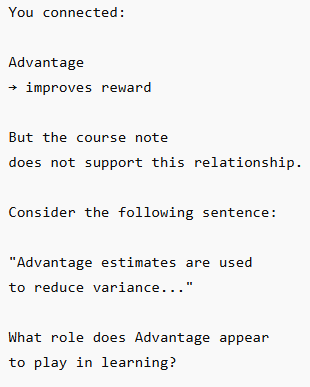 You connected:
Advantage
→ improves reward
But the course note
does not support this relationship.
Consider the following sentence:
"Advantage estimates are used
to reduce variance..."
What role does Advantage appear
to play in learning?